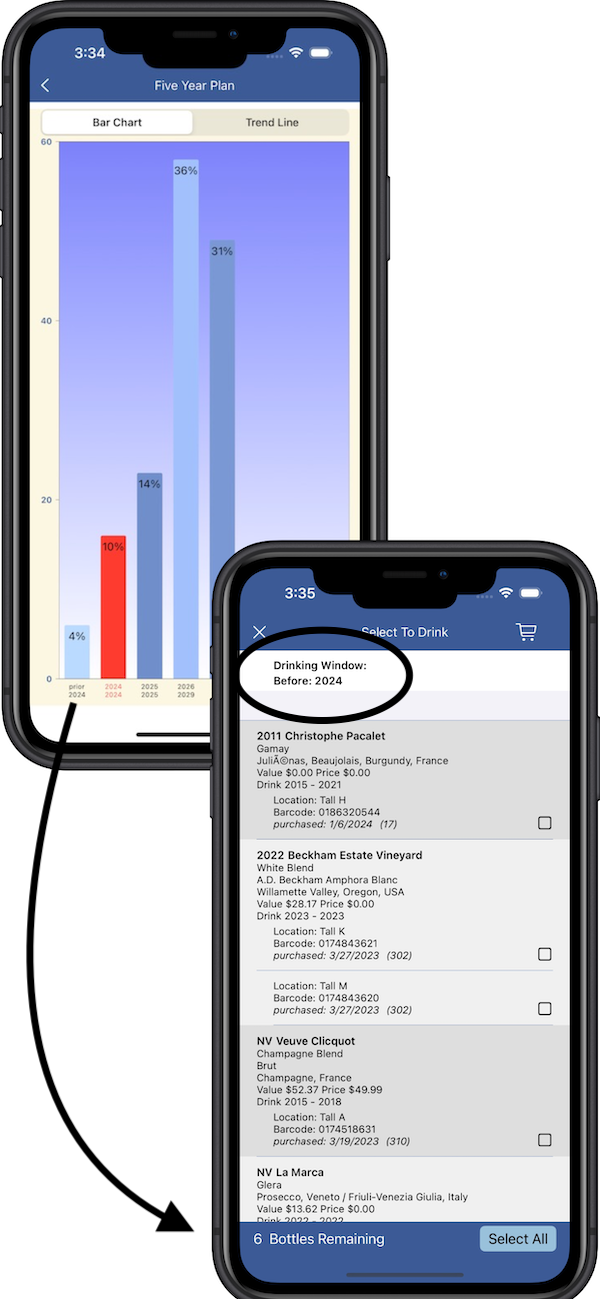 3:34
Five Year Plan
Bar Chart
Trend Line
60
36%
31%
40
14%
20
10%
4%
0
prior
2024
2024
2024
2025
2025
2026
2029
3:35
Select To Drink
Drinking Window:
Before: 2024
2011 Christophe Pacalet
Gamay
JuliÃ©nas, Beaujolais, Burgundy, France
Value $0.00 Price $0.00
Drink 2015 - 2021
Location: Tall H
Barcode: 0186320544
purchased: 1/6/2024 (17)
2022 Beckham Estate Vineyard
White Blend
A.D. Beckham Amphora Blanc
Willamette Valley, Oregon, USA
Value $28.17 Price $0.00
Drink 2023 - 2023
Location: Tall K
Barcode: 0174843621
purchased: 3/27/2023 (302)
Location: Tall M
Barcode: 0174843620
purchased: 3/27/2023 (302)
NV Veuve Clicquot
Champagne Blend
Brut
Champagne, France
Value $52.37 Price $49.99
Drink 2015 - 2018
Location: Tall A
Barcode: 0174518631
purchased: 3/19/2023 (310)
NV La Marca
Glera
Prosecco, Veneto / Friuli-Venezia Giulia, Italy
Value $13.62 Price $0.00
Drink 2022 - 2022
6 Bottles Remaining
Select All